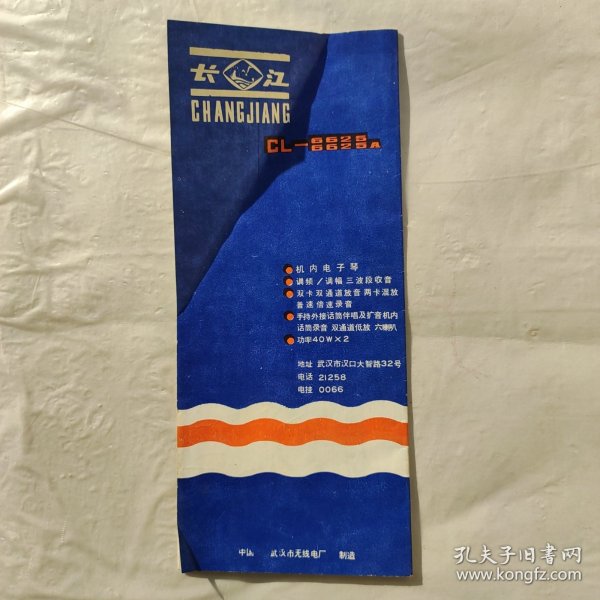 长江
CHANGJIANG
CL-6625
6625A
机内电子琴
调频/调幅 三波段收音
双卡双通道放音 两卡混放
普速倍速录音
手持外接话筒伴唱及扩音机内
话筒录音 双通道低放 六喇叭
功率40W×2
地址 武汉市汉口大智路32号
电话 21258
电挂 0066
中国 武汉市无线电厂 制造
孔夫子旧书网
www.kongfz.com